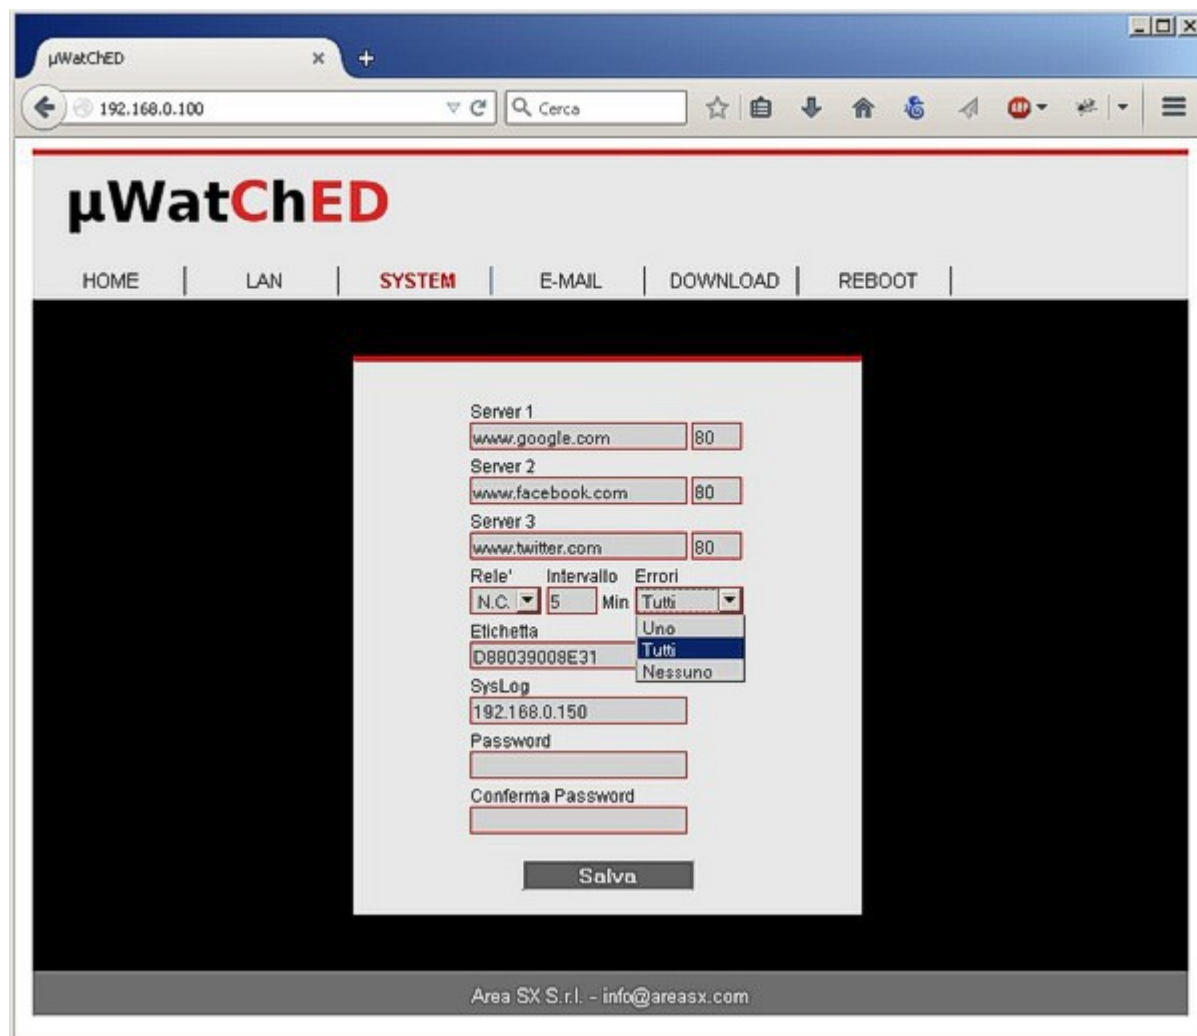 µWatChED
192.168.0.100 Cerca
µWatChED
HOME LAN SYSTEM E-MAIL DOWNLOAD REBOOT
Server 1
www.google.com 80
Server 2
www.facebook.com 80
Server 3
www.twitter.com 80
Rele' Intervallo Errori
N.C. 5 Min Tutti
Uno
Tutti
Nessuno
Etichetta
D88039008E31
SysLog
192.168.0.150
Password
Conferma Password
Salva
Area SX S.r.l. - info@areasx.com